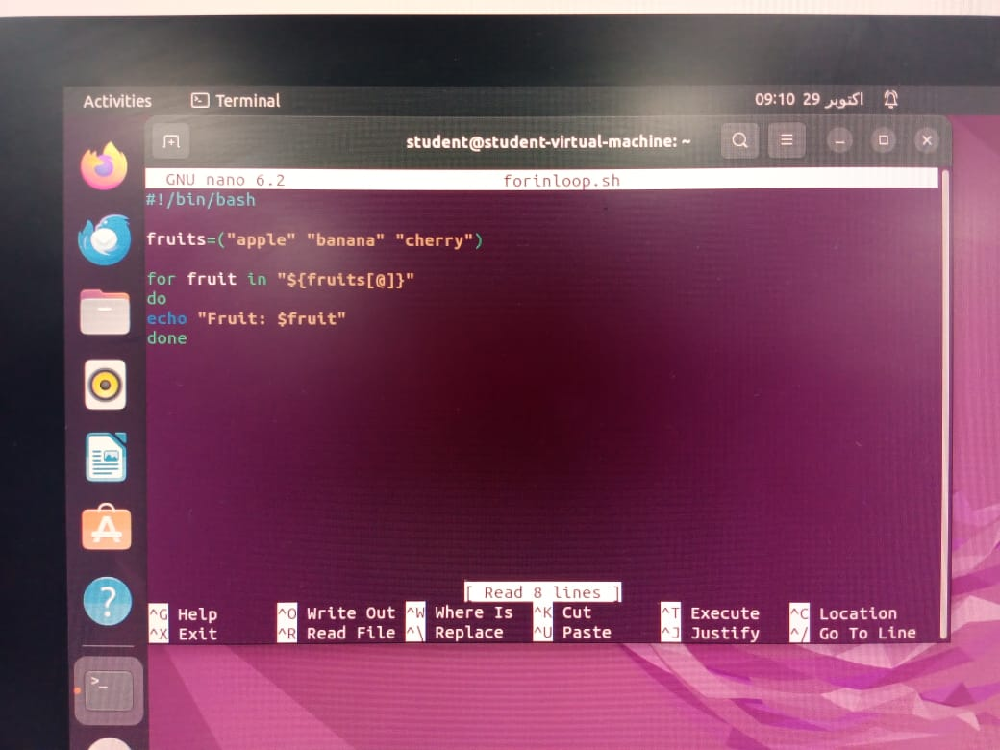 Activities Terminal 09:10 29 اکتوبر
student@student-virtual-machine: ~
GNU nano 6.2 forinloop.sh
#!/bin/bash
fruits=("apple" "banana" "cherry")
for fruit in "${fruits[@]}"
do
echo "Fruit: $fruit"
done
[ Read 8 lines ]
^G Help ^O Write Out ^W Where Is ^K Cut ^T Execute ^C Location
^X Exit ^R Read File ^\ Replace ^U Paste ^J Justify ^/ Go To Line